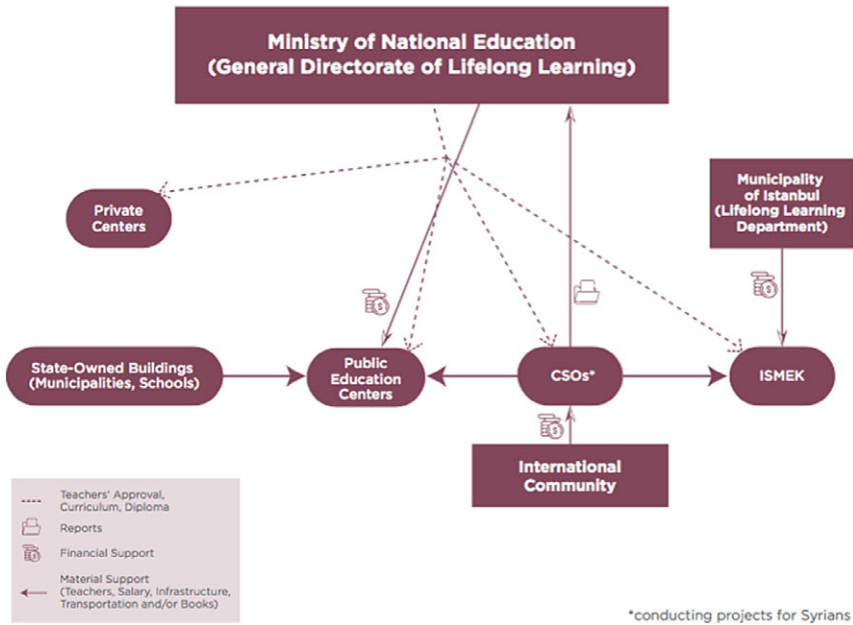 Ministry of National Education
(General Directorate of Lifelong Learning)
Municipality
of Istanbul
(Lifelong Learning
Department)
Private
Centers
State-Owned Buildings
(Municipalities, Schools)
Public
Education
Centers
CSOs*
ISMEK
International
Community
Teachers' Approval,
Curriculum, Diploma
Reports
Financial Support
Material Support
(Teachers, Salary, Infrastructure,
Transportation and/or Books)
*conducting projects for Syrians